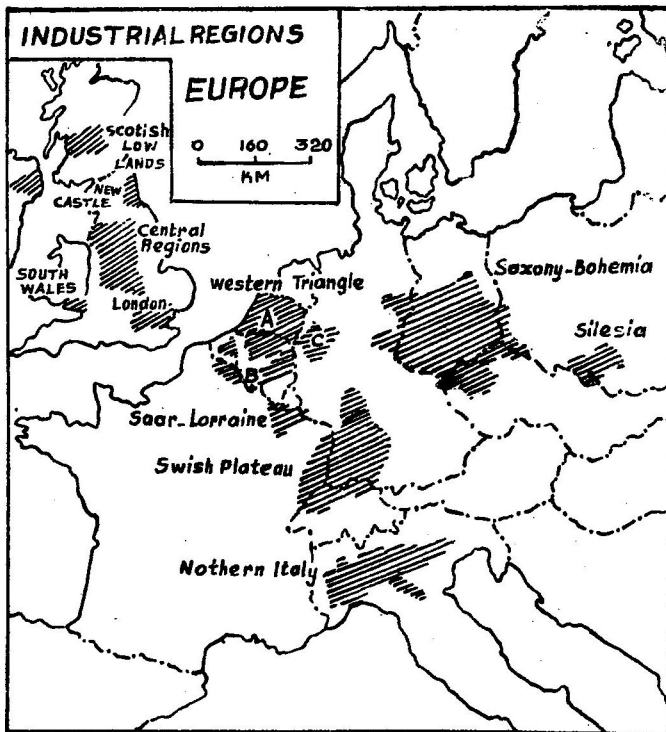 INDUSTRIAL REGIONS
EUROPE
0 160 320
KM
SCOTISH
LOW
LANDS
NEW
CASTLE
Central
Regions
SOUTH
WALES
London
Western Triangle
A
C
B
Saxony-Bohemia
Silesia
Saar-Lorraine
Swish Plateau
Nothern Italy